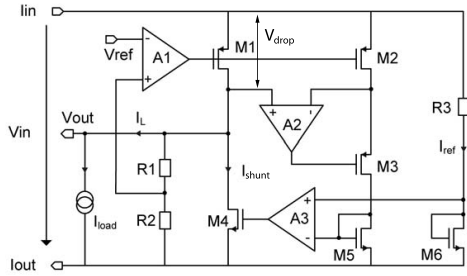 Iin
Vdrop
Vref
-
+
A1
M1
M2
+
-
A2
R3
Vin
Vout
IL
Iref
R1
M3
Ishunt
Iload
R2
M4
A3
+
-
M5
M6
Iout